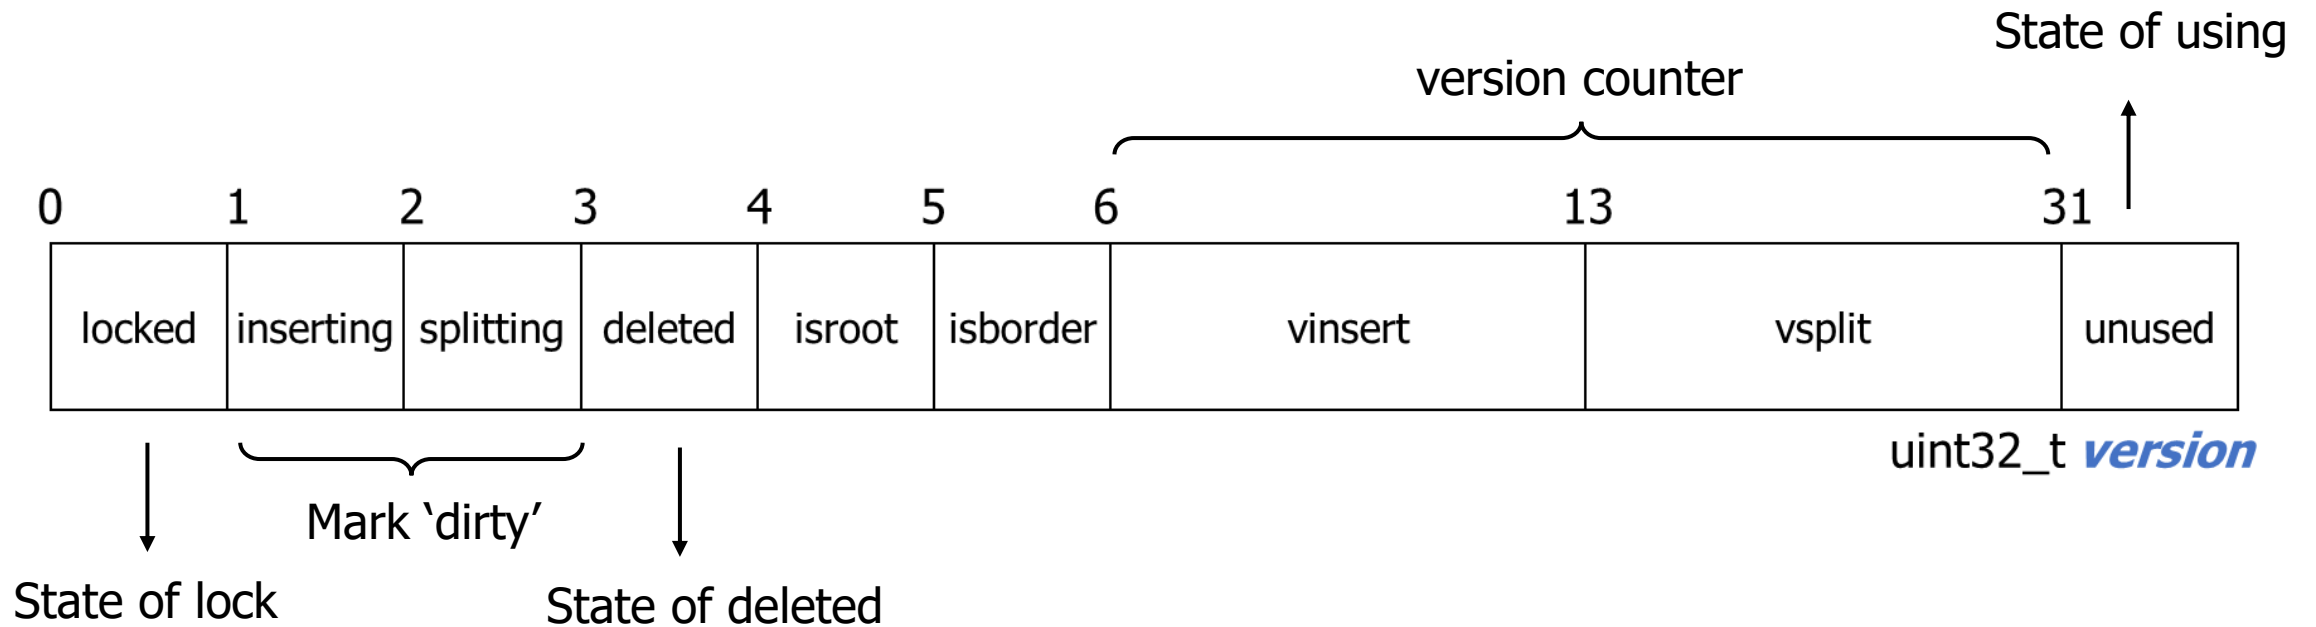 State of using
version counter
0 1 2 3 4 5 6 13 31
locked inserting splitting deleted isroot isborder vinsert vsplit unused
uint32_t version
Mark ‘dirty’
State of lock
State of deleted